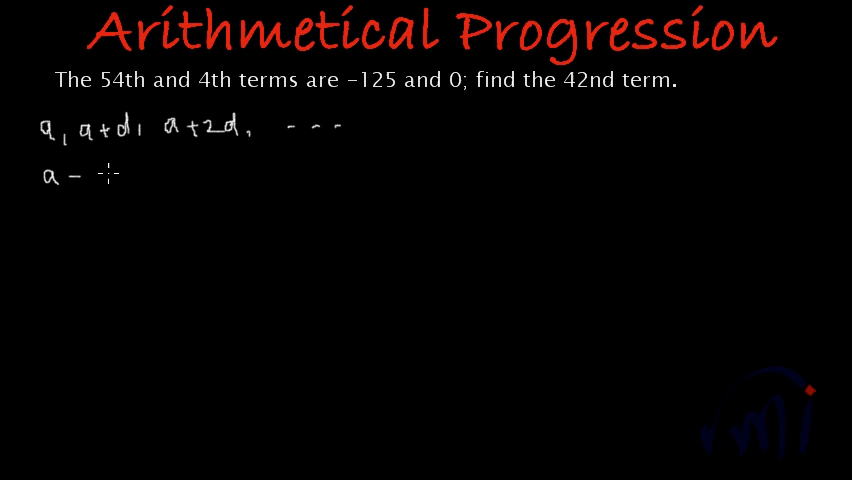 Arithmetical Progression
The 54th and 4th terms are -125 and 0; find the 42nd term.
a, a+d, a+2d, - - -
a -